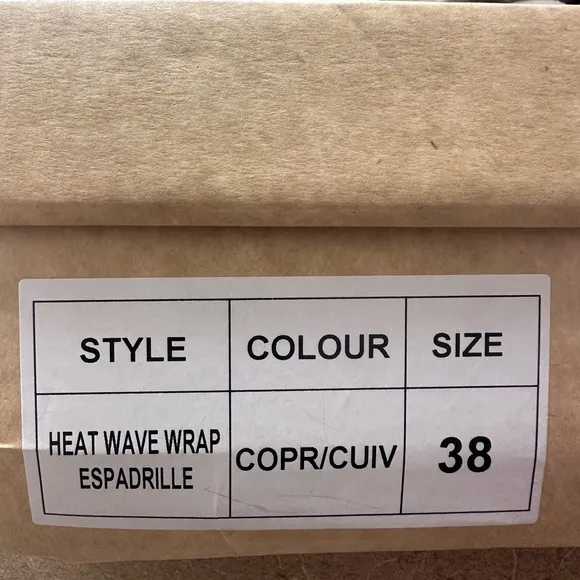 STYLE COLOUR SIZE
HEAT WAVE WRAP
ESPADRILLE
COPR/CUIV
38